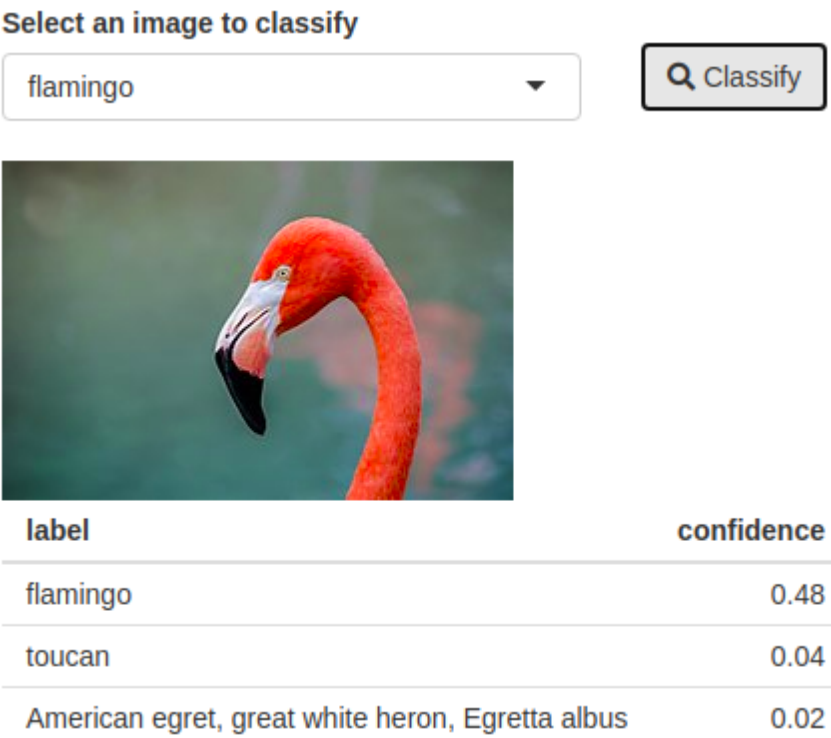 Select an image to classify
flamingo
Classify
label confidence
flamingo 0.48
toucan 0.04
American egret, great white heron, Egretta albus 0.02